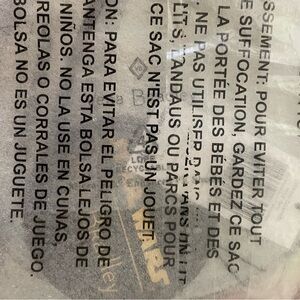 SSEMENT: POUR EVITER TOUT
E SUFFOCATION, GARDEZ CE SAC
LA PORTÉE DES BÉBÉS ET DES
. NE PAS UTILISER DANS
LITS, LANDAUS OU PARCS POUR
CE SAC N'EST PAS UN JOUET
ON: PARA EVITAR EL PELIGRO DE
ANTENGA ESTA BOLSA LEJOS DE
NIÑOS. NO LA USE EN CUNAS,
REOLAS O CORRALES DE JUEGO.
BOLSA NO ES UN JUGUETE.
WARS